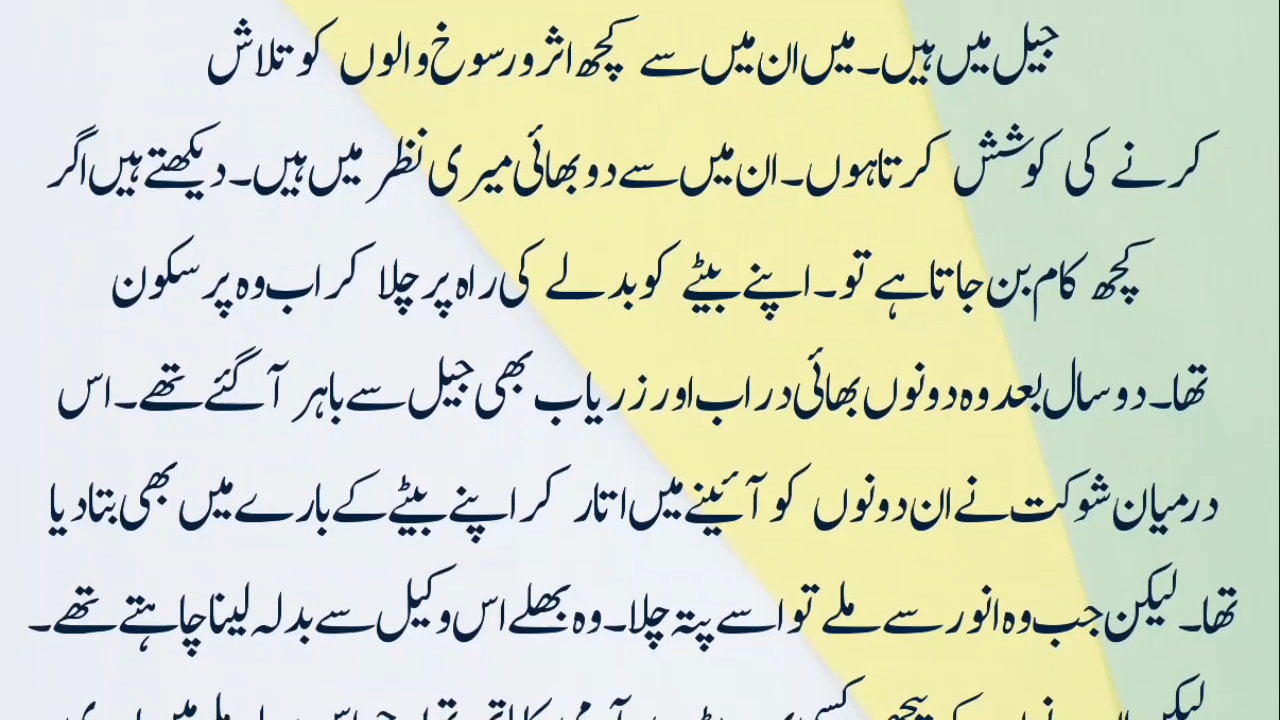 جیل میں ہیں۔ میں ان میں سے کچھ اثر و رسوخ والوں کو تلاش
کرنے کی کوشش کرتا ہوں۔ ان میں سے دو بھائی میری نظر میں ہیں۔ دیکھتے ہیں اگر
کچھ کام بن جاتا ہے تو۔ اپنے بیٹے کو بدلے کی راہ پر چلا کر اب وہ پر سکون
تھا۔ دو سال بعد وہ دونوں بھائی دراب اور زریاب بھی جیل سے باہر آ گئے تھے۔ اس
درمیان شوکت نے ان دونوں کو آئینے میں اتار کر اپنے بیٹے کے بارے میں بھی بتا دیا
تھا۔ لیکن جب وہ انور سے ملے تو اسے پتہ چلا۔ وہ بھلے اس وکیل سے بدلہ لینا چاہتے تھے۔
لیکن